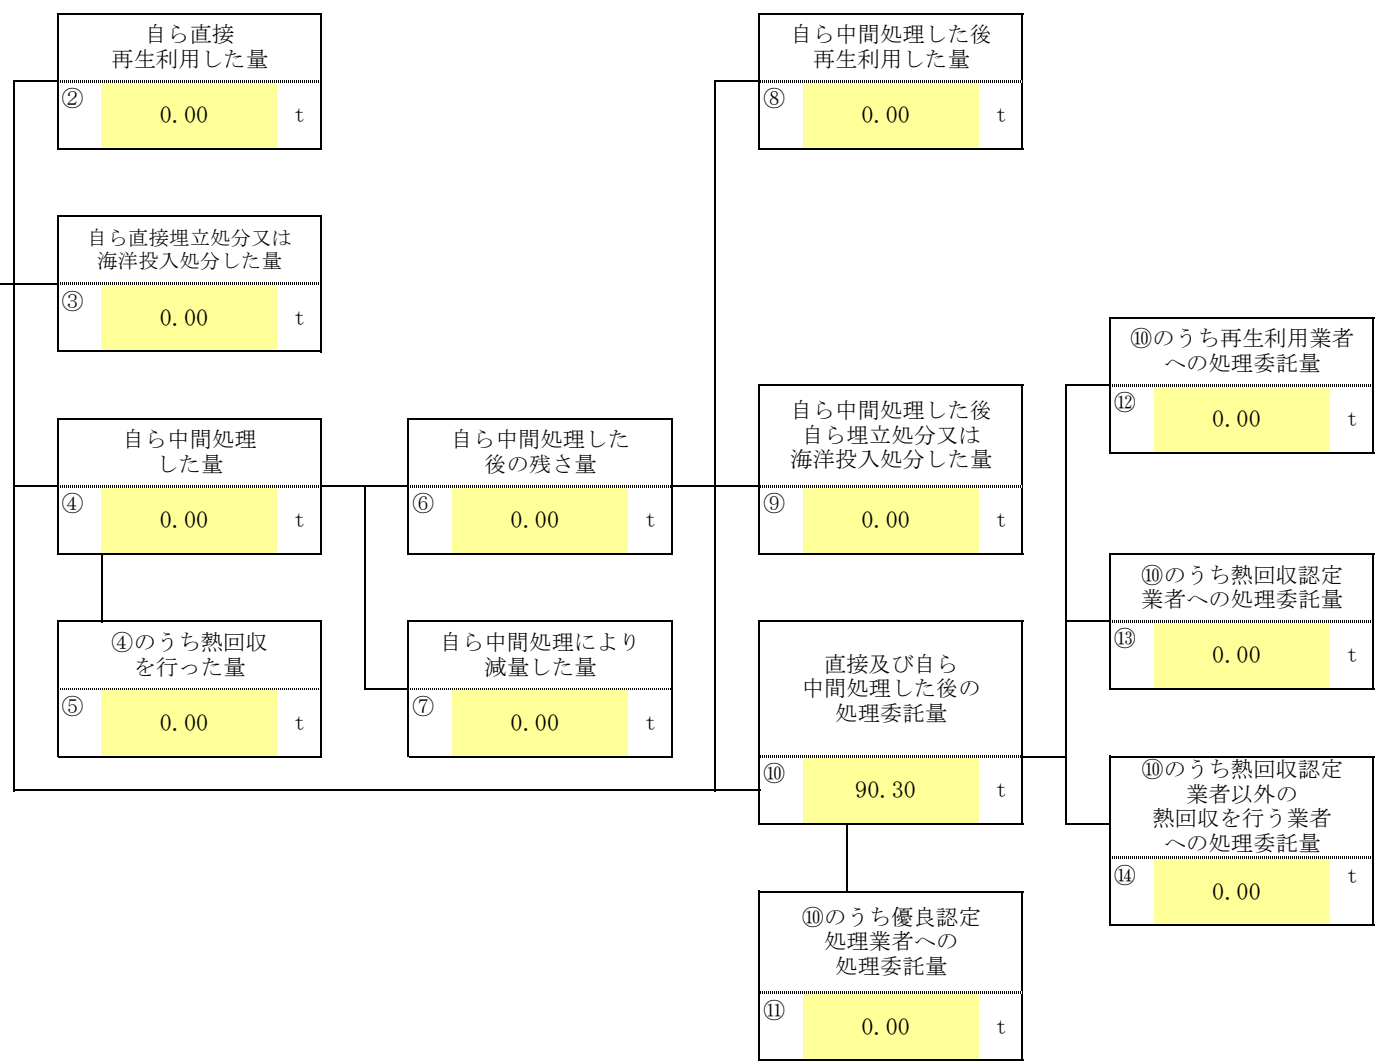 自ら直接
再生利用した量
②
0.00
t
自ら中間処理した後
再生利用した量
⑧
0.00
t
自ら直接埋立処分又は
海洋投入処分した量
③
0.00
t
⑩のうち再生利用業者
への処理委託量
⑫
0.00
t
自ら中間処理
した量
④
0.00
t
自ら中間処理した
後の残さ量
⑥
0.00
t
自ら中間処理した後
自ら埋立処分又は
海洋投入処分した量
⑨
0.00
t
⑩のうち熱回収認定
業者への処理委託量
⑬
0.00
t
④のうち熱回収
を行った量
⑤
0.00
t
自ら中間処理により
減量した量
⑦
0.00
t
直接及び自ら
中間処理した後の
処理委託量
⑩
90.30
t
⑩のうち熱回収認定
業者以外の
熱回収を行う業者
への処理委託量
⑭
0.00
t
⑩のうち優良認定
処理業者への
処理委託量
⑪
0.00
t